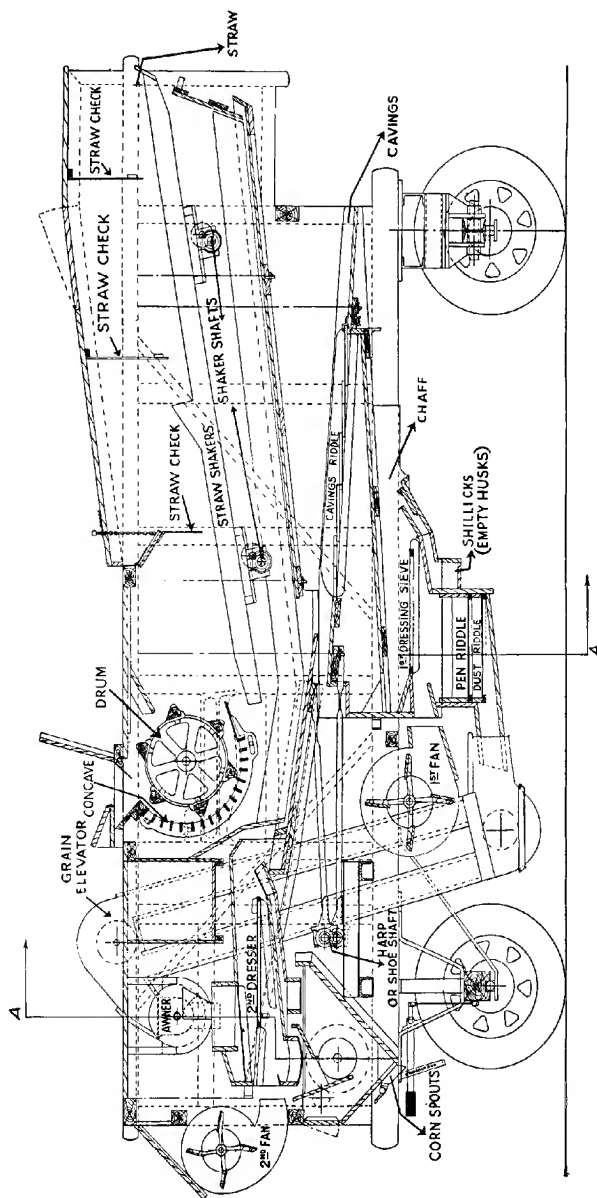 A
GRAIN
ELEVATOR
CONCAVE
DRUM
STRAW CHECK
STRAW CHECK
STRAW CHECK
STRAW
AWNER
2ND DRESSER
2ND FAN
STRAW SHAKERS
SHAKER SHAFTS
HARP
OR SHOE SHAFT
1ST FAN
CAVINGS RIDDLE
CAVINGS
1ST DRESSING SIEVE
CHAFF
PEN RIDDLE
DUST RIDDLE
SHILLICKS
(EMPTY HUSKS)
CORN SPOUTS
A